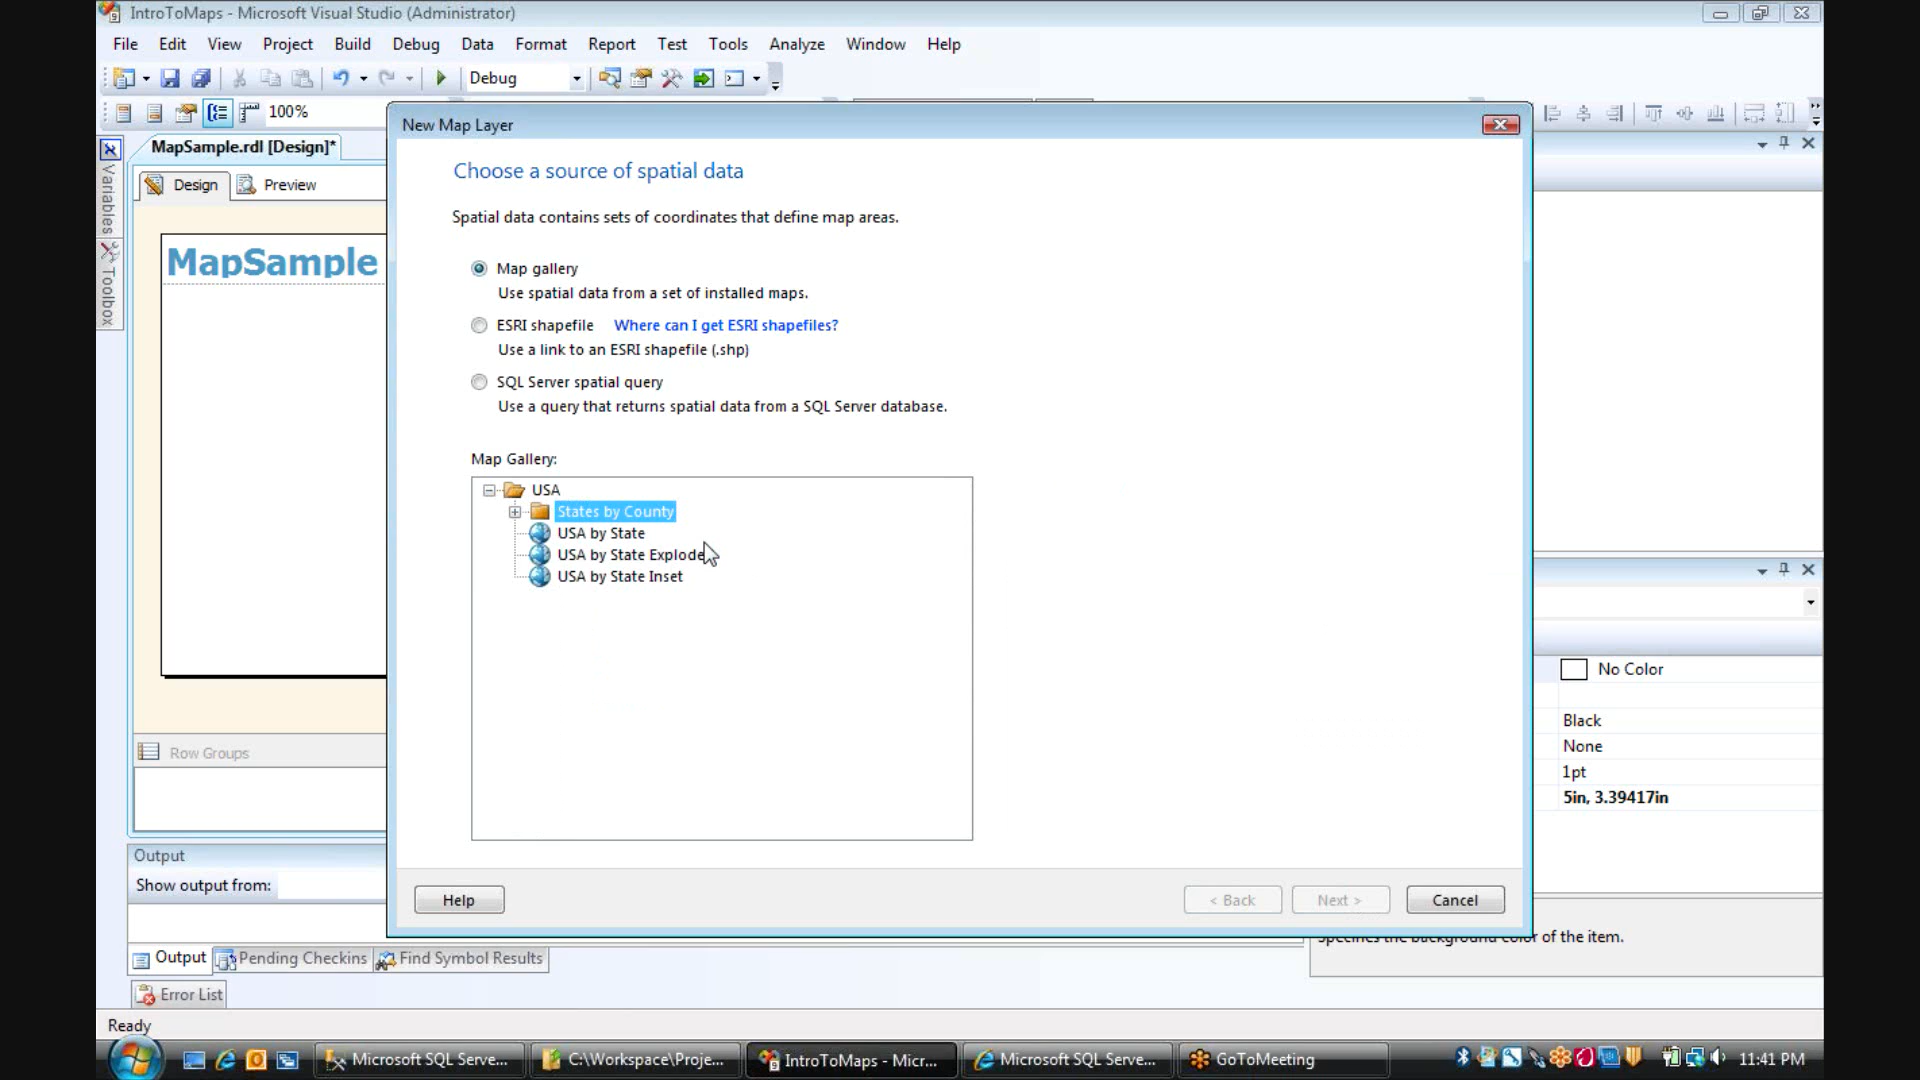 IntroToMaps - Microsoft Visual Studio (Administrator)
File Edit View Project Build Debug Data Format Report Test Tools Analyze Window Help
Debug
100%
New Map Layer
MapSample.rdl [Design]*
Choose a source of spatial data
Design Preview
Variables
Toolbox
Spatial data contains sets of coordinates that define map areas.
MapSample
Map gallery
Use spatial data from a set of installed maps.
ESRI shapefile Where can I get ESRI shapefiles?
Use a link to an ESRI shapefile (.shp)
SQL Server spatial query
Use a query that returns spatial data from a SQL Server database.
Map Gallery:
USA
States by County
USA by State
USA by State Explode
USA by State Inset
No Color
Black
None
1pt
5in, 3.39417in
Row Groups
Output
Show output from:
Help < Back Next > Cancel
Specifies the background color of the item.
Output Pending Checkins Find Symbol Results
Error List
Ready
Microsoft SQL Serve... C:\Workspace\Proje... IntroToMaps - Micr... Microsoft SQL Serve... GoToMeeting 11:41 PM